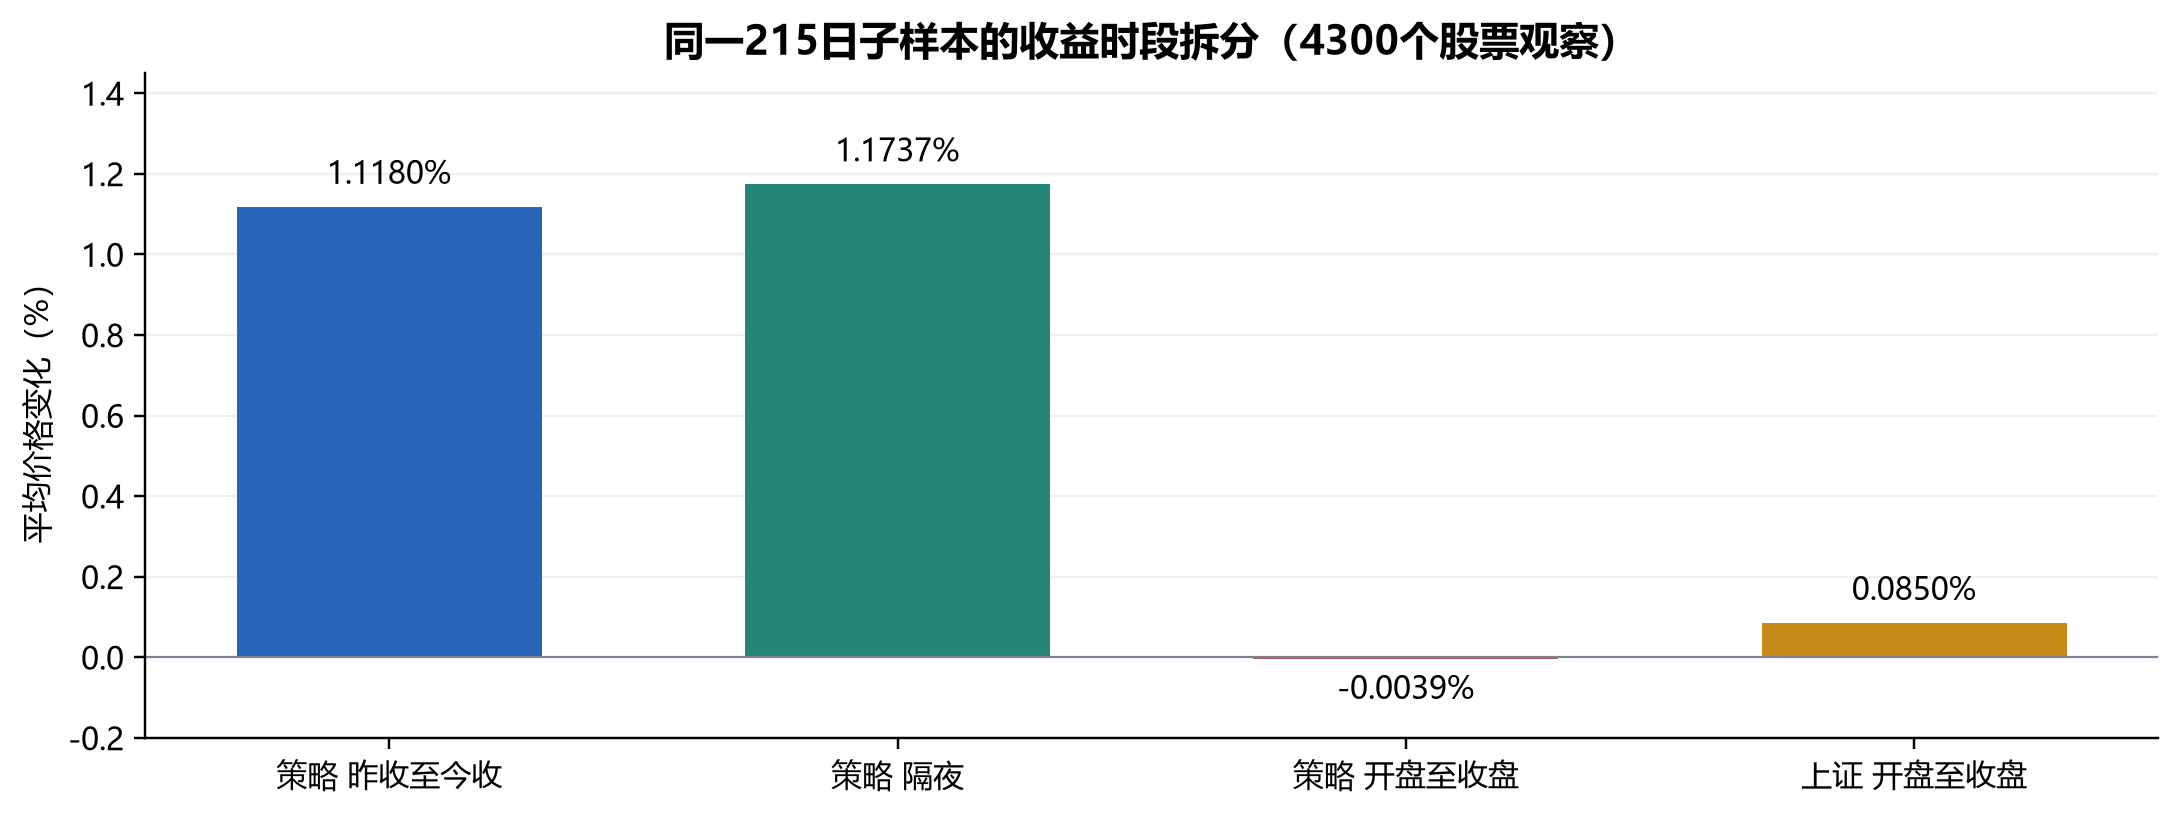 同一215日子样本的收益时段拆分（4300个股票观察）
平均价格变化（%）
1.4
1.2
1.0
0.8
0.6
0.4
0.2
0.0
-0.2
1.1180%
1.1737%
-0.0039%
0.0850%
策略 昨收至今收
策略 隔夜
策略 开盘至收盘
上证 开盘至收盘